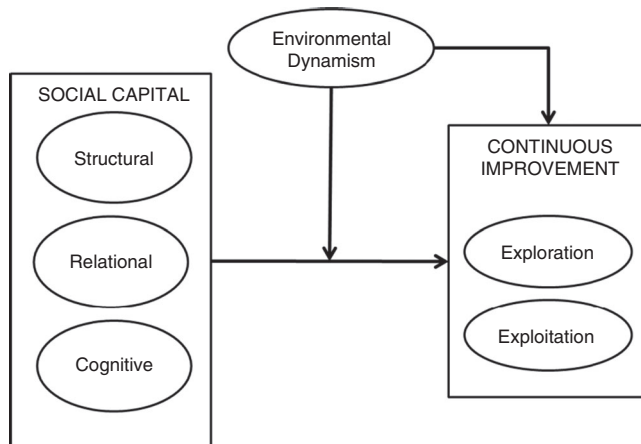 Environmental
Dynamism
SOCIAL CAPITAL
Structural
Relational
Cognitive
CONTINUOUS
IMPROVEMENT
Exploration
Exploitation